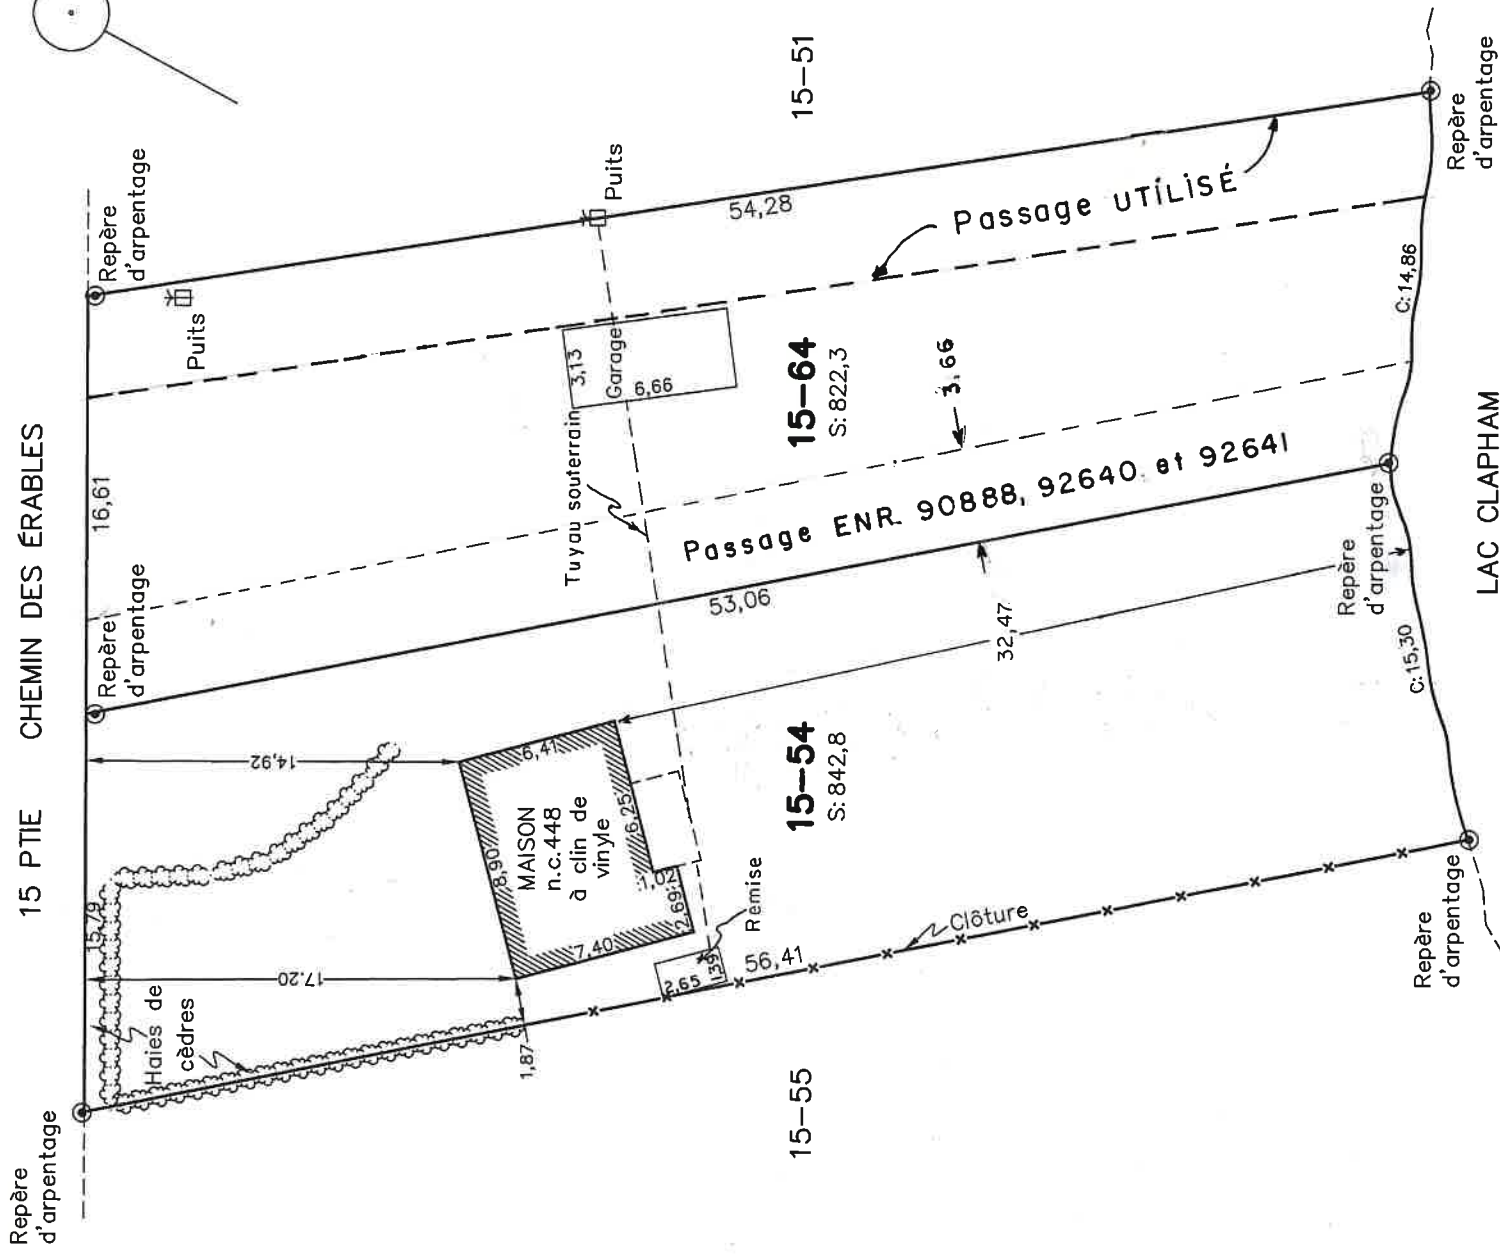 15 PTIE CHEMIN DES ÉRABLES
Repère
d'arpentage
15,79
Repère
d'arpentage
16,61
Repère
d'arpentage
Haies de
cèdres
17,20
14,92
Puits
Puits
MAISON
n.c.448
à clin de
vinyle
8,90
6,41
6,25
1,02
2,69
7,40
1,87
Remise
2,65
1,39
56,41
Clôture
15-55
15-54
S: 842,8
53,06
32,47
Tuyau souterrain
Garage
3,13
6,66
15-64
S: 822,3
3,66
Passage ENR. 90888, 92640 et 92641
Passage UTILISÉ
54,28
15-51
Repère
d'arpentage
C: 15,30
Repère
d'arpentage
C: 14,86
Repère
d'arpentage
LAC CLAPHAM